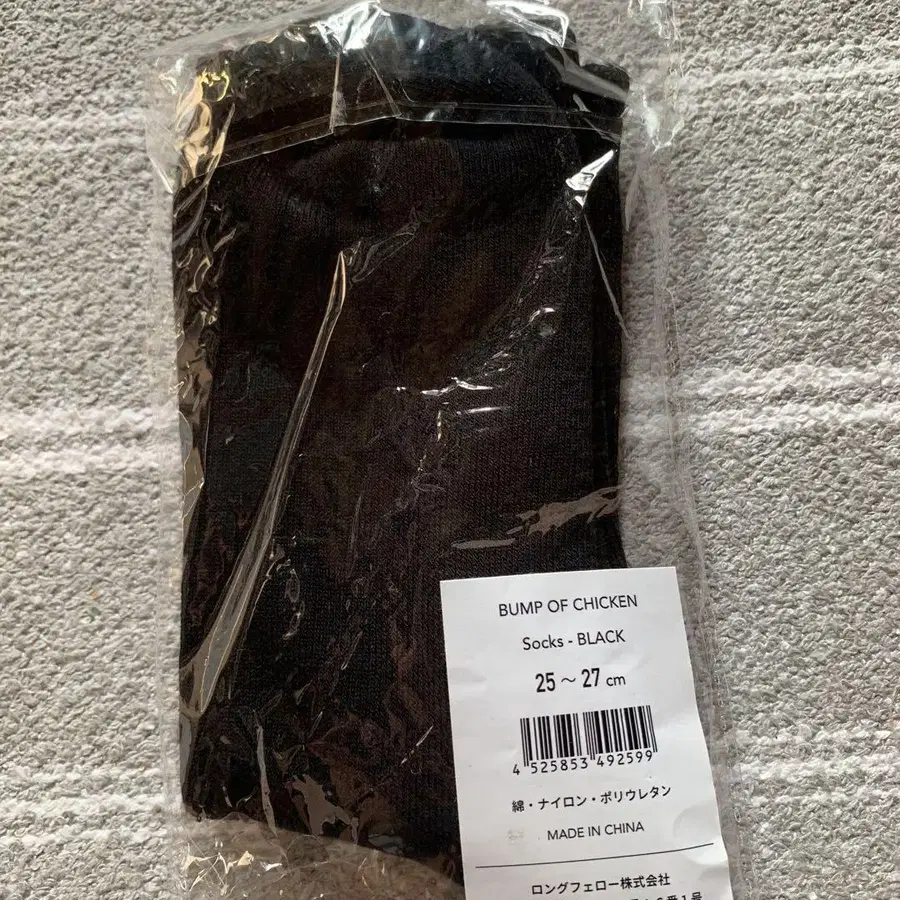 BUMP OF CHICKEN
Socks - BLACK
25 ～ 27 cm
4 525853 492599
綿・ナイロン・ポリウレタン
MADE IN CHINA
ロングフェロー株式会社